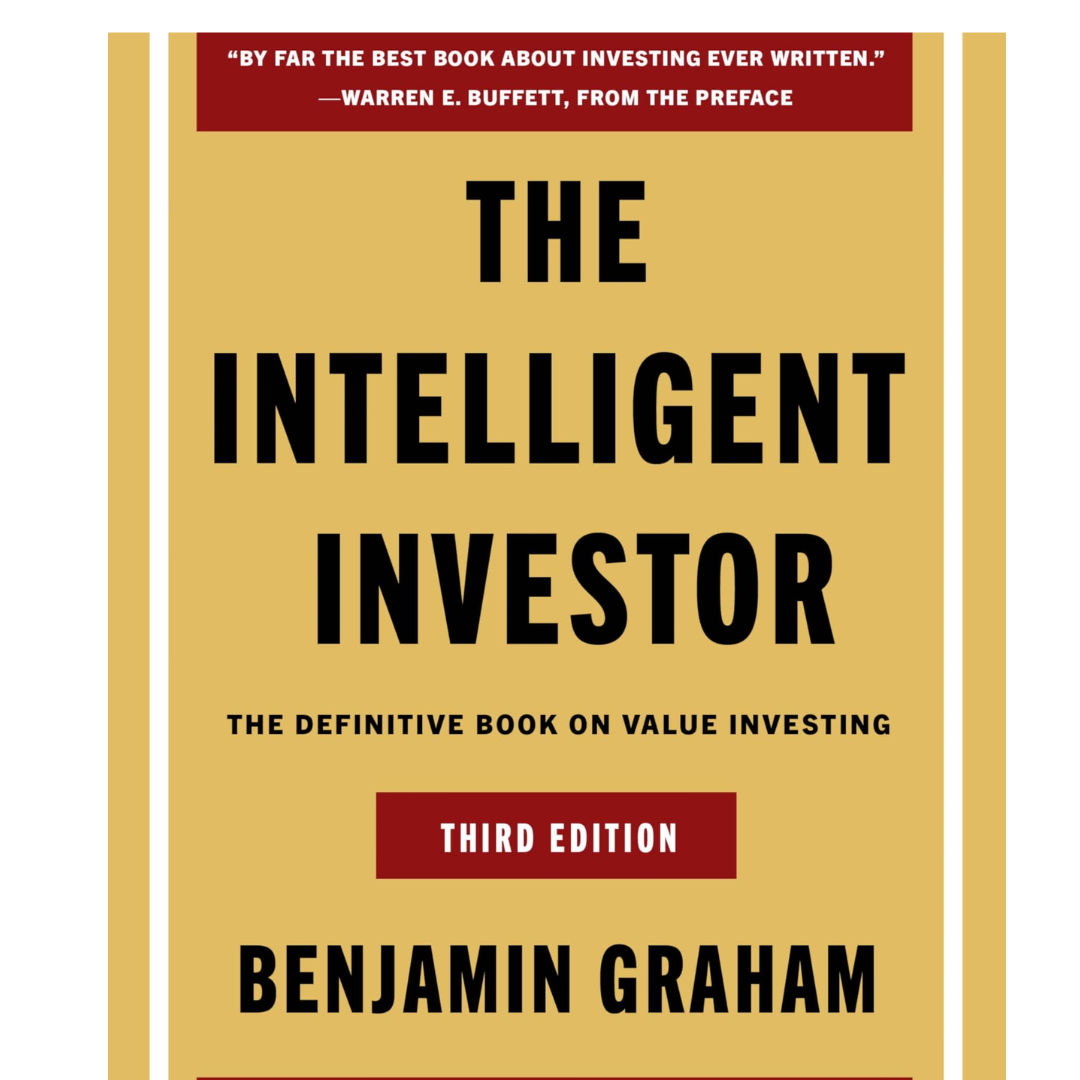 “BY FAR THE BEST BOOK ABOUT INVESTING EVER WRITTEN.”
—WARREN E. BUFFETT, FROM THE PREFACE
THE
INTELLIGENT
INVESTOR
THE DEFINITIVE BOOK ON VALUE INVESTING
THIRD EDITION
BENJAMIN GRAHAM